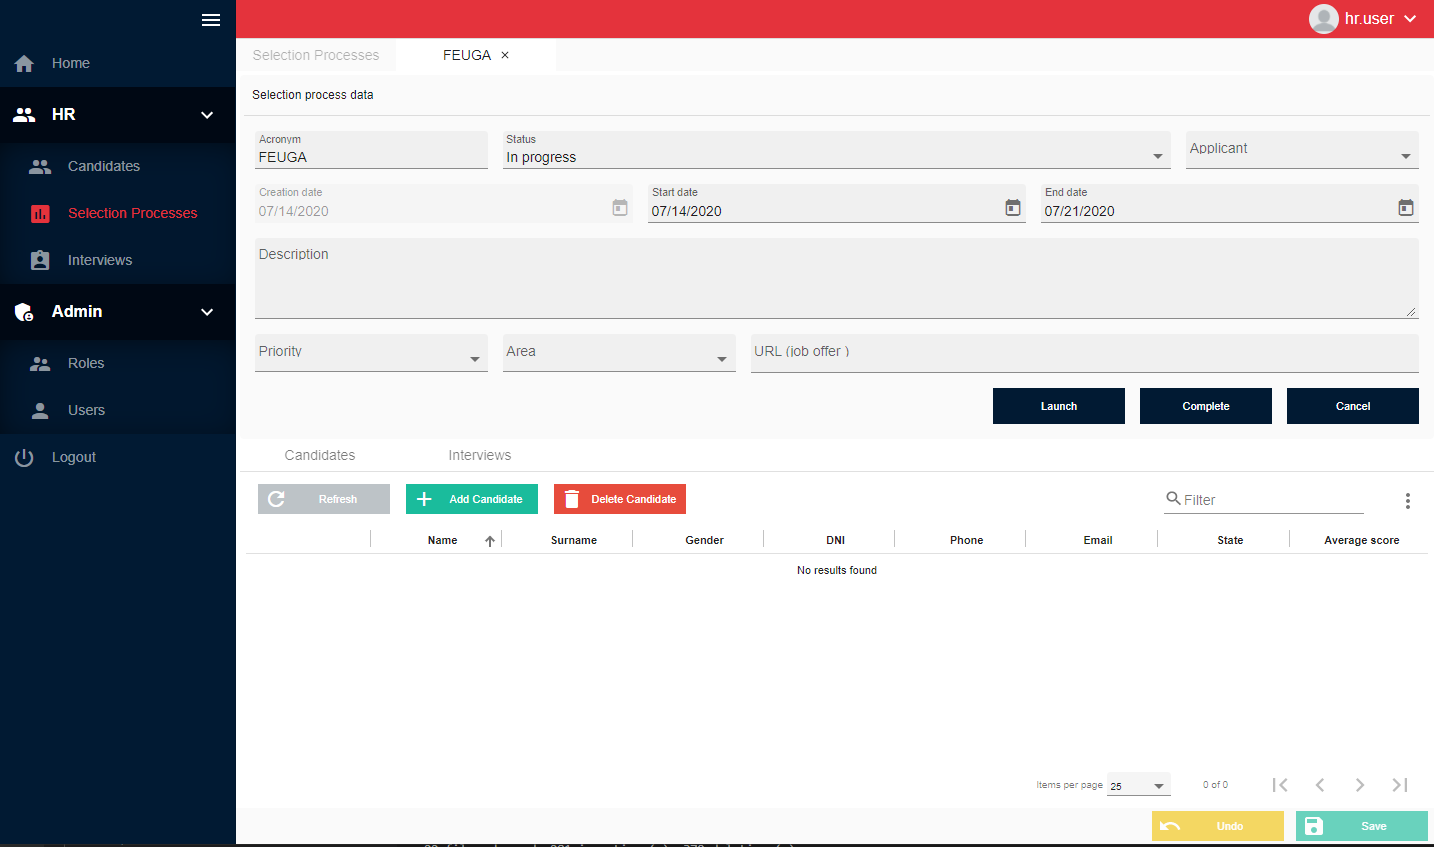 hr.user
Home
HR
Candidates
Selection Processes
Interviews
Admin
Roles
Users
Logout
Selection Processes
FEUGA ×
Selection process data
Acronym
FEUGA
Status
In progress
Applicant
Creation date
07/14/2020
Start date
07/14/2020
End date
07/21/2020
Description
Priority
Area
URL (job offer )
Launch
Complete
Cancel
Candidates
Interviews
Refresh
Add Candidate
Delete Candidate
Filter
Name
Surname
Gender
DNI
Phone
Email
State
Average score
No results found
Items per page
25
0 of 0
Undo
Save